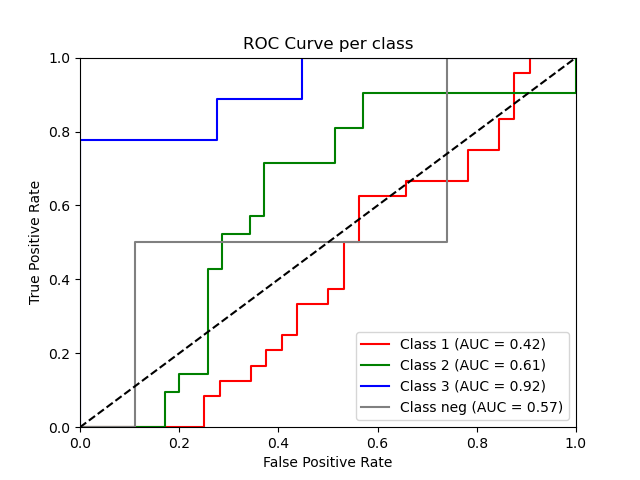 ROC Curve per class
1.0
0.8
0.6
0.4
0.2
0.0
True Positive Rate
Class 1 (AUC = 0.42)
Class 2 (AUC = 0.61)
Class 3 (AUC = 0.92)
Class neg (AUC = 0.57)
0.0 0.2 0.4 0.6 0.8 1.0
False Positive Rate